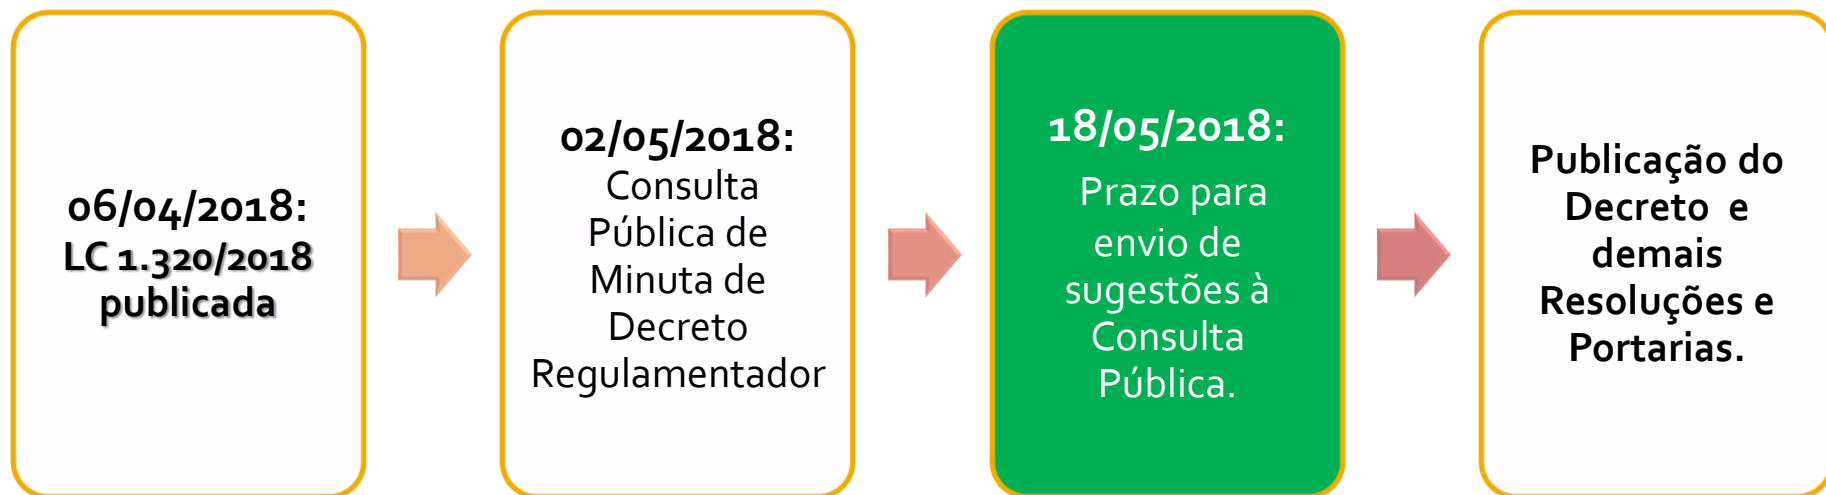 06/04/2018:
LC 1.320/2018
publicada
02/05/2018:
Consulta
Pública de
Minuta de
Decreto
Regulamentador
18/05/2018:
Prazo para
envio de
sugestões à
Consulta
Pública.
Publicação do
Decreto e
demais
Resoluções e
Portarias.